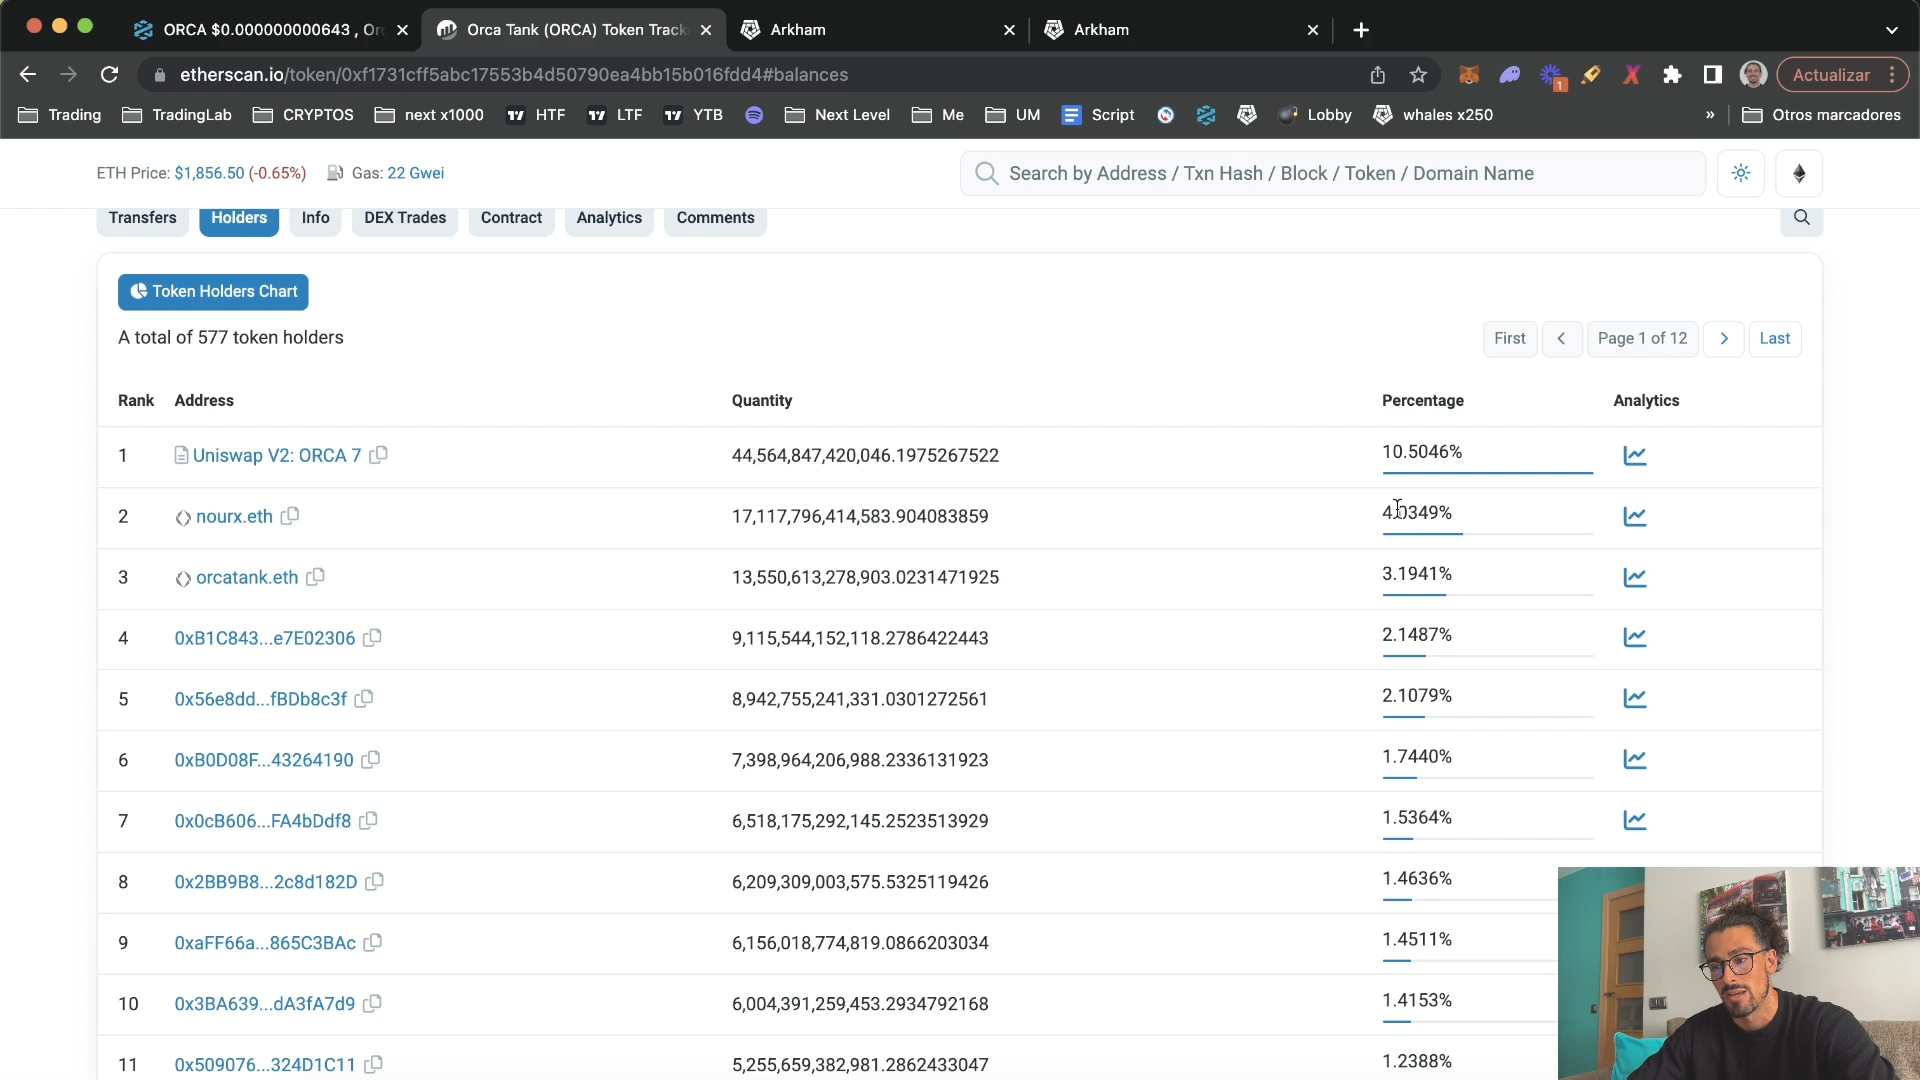 ORCA $0.000000000643 , Orc
Orca Tank (ORCA) Token Track
Arkham
Arkham
etherscan.io/token/0xf1731cff5abc17553b4d50790ea4bb15b016fdd4#balances
1
Actualizar
Trading
TradingLab
CRYPTOS
next x1000
HTF
LTF
YTB
Next Level
Me
UM
Script
Lobby
whales x250
»
Otros marcadores
ETH Price: $1,856.50 (-0.65%)
Gas: 22 Gwei
Search by Address / Txn Hash / Block / Token / Domain Name
Transfers
Holders
Info
DEX Trades
Contract
Analytics
Comments
Token Holders Chart
A total of 577 token holders
First
Page 1 of 12
Last
Rank Address Quantity Percentage Analytics
1 Uniswap V2: ORCA 7 44,564,847,420,046.1975267522 10.5046%
2 nourx.eth 17,117,796,414,583.904083859 4.0349%
3 orcatank.eth 13,550,613,278,903.0231471925 3.1941%
4 0xB1C843...e7E02306 9,115,544,152,118.2786422443 2.1487%
5 0x56e8dd...fBDb8c3f 8,942,755,241,331.0301272561 2.1079%
6 0xB0D08F...43264190 7,398,964,206,988.2336131923 1.7440%
7 0x0cB606...FA4bDdf8 6,518,175,292,145.2523513929 1.5364%
8 0x2BB9B8...2c8d182D 6,209,309,003,575.5325119426 1.4636%
9 0xaFF66a...865C3BAc 6,156,018,774,819.0866203034 1.4511%
10 0x3BA639...dA3fA7d9 6,004,391,259,453.2934792168 1.4153%
11 0x509076...324D1C11 5,255,659,382,981.2862433047 1.2388%